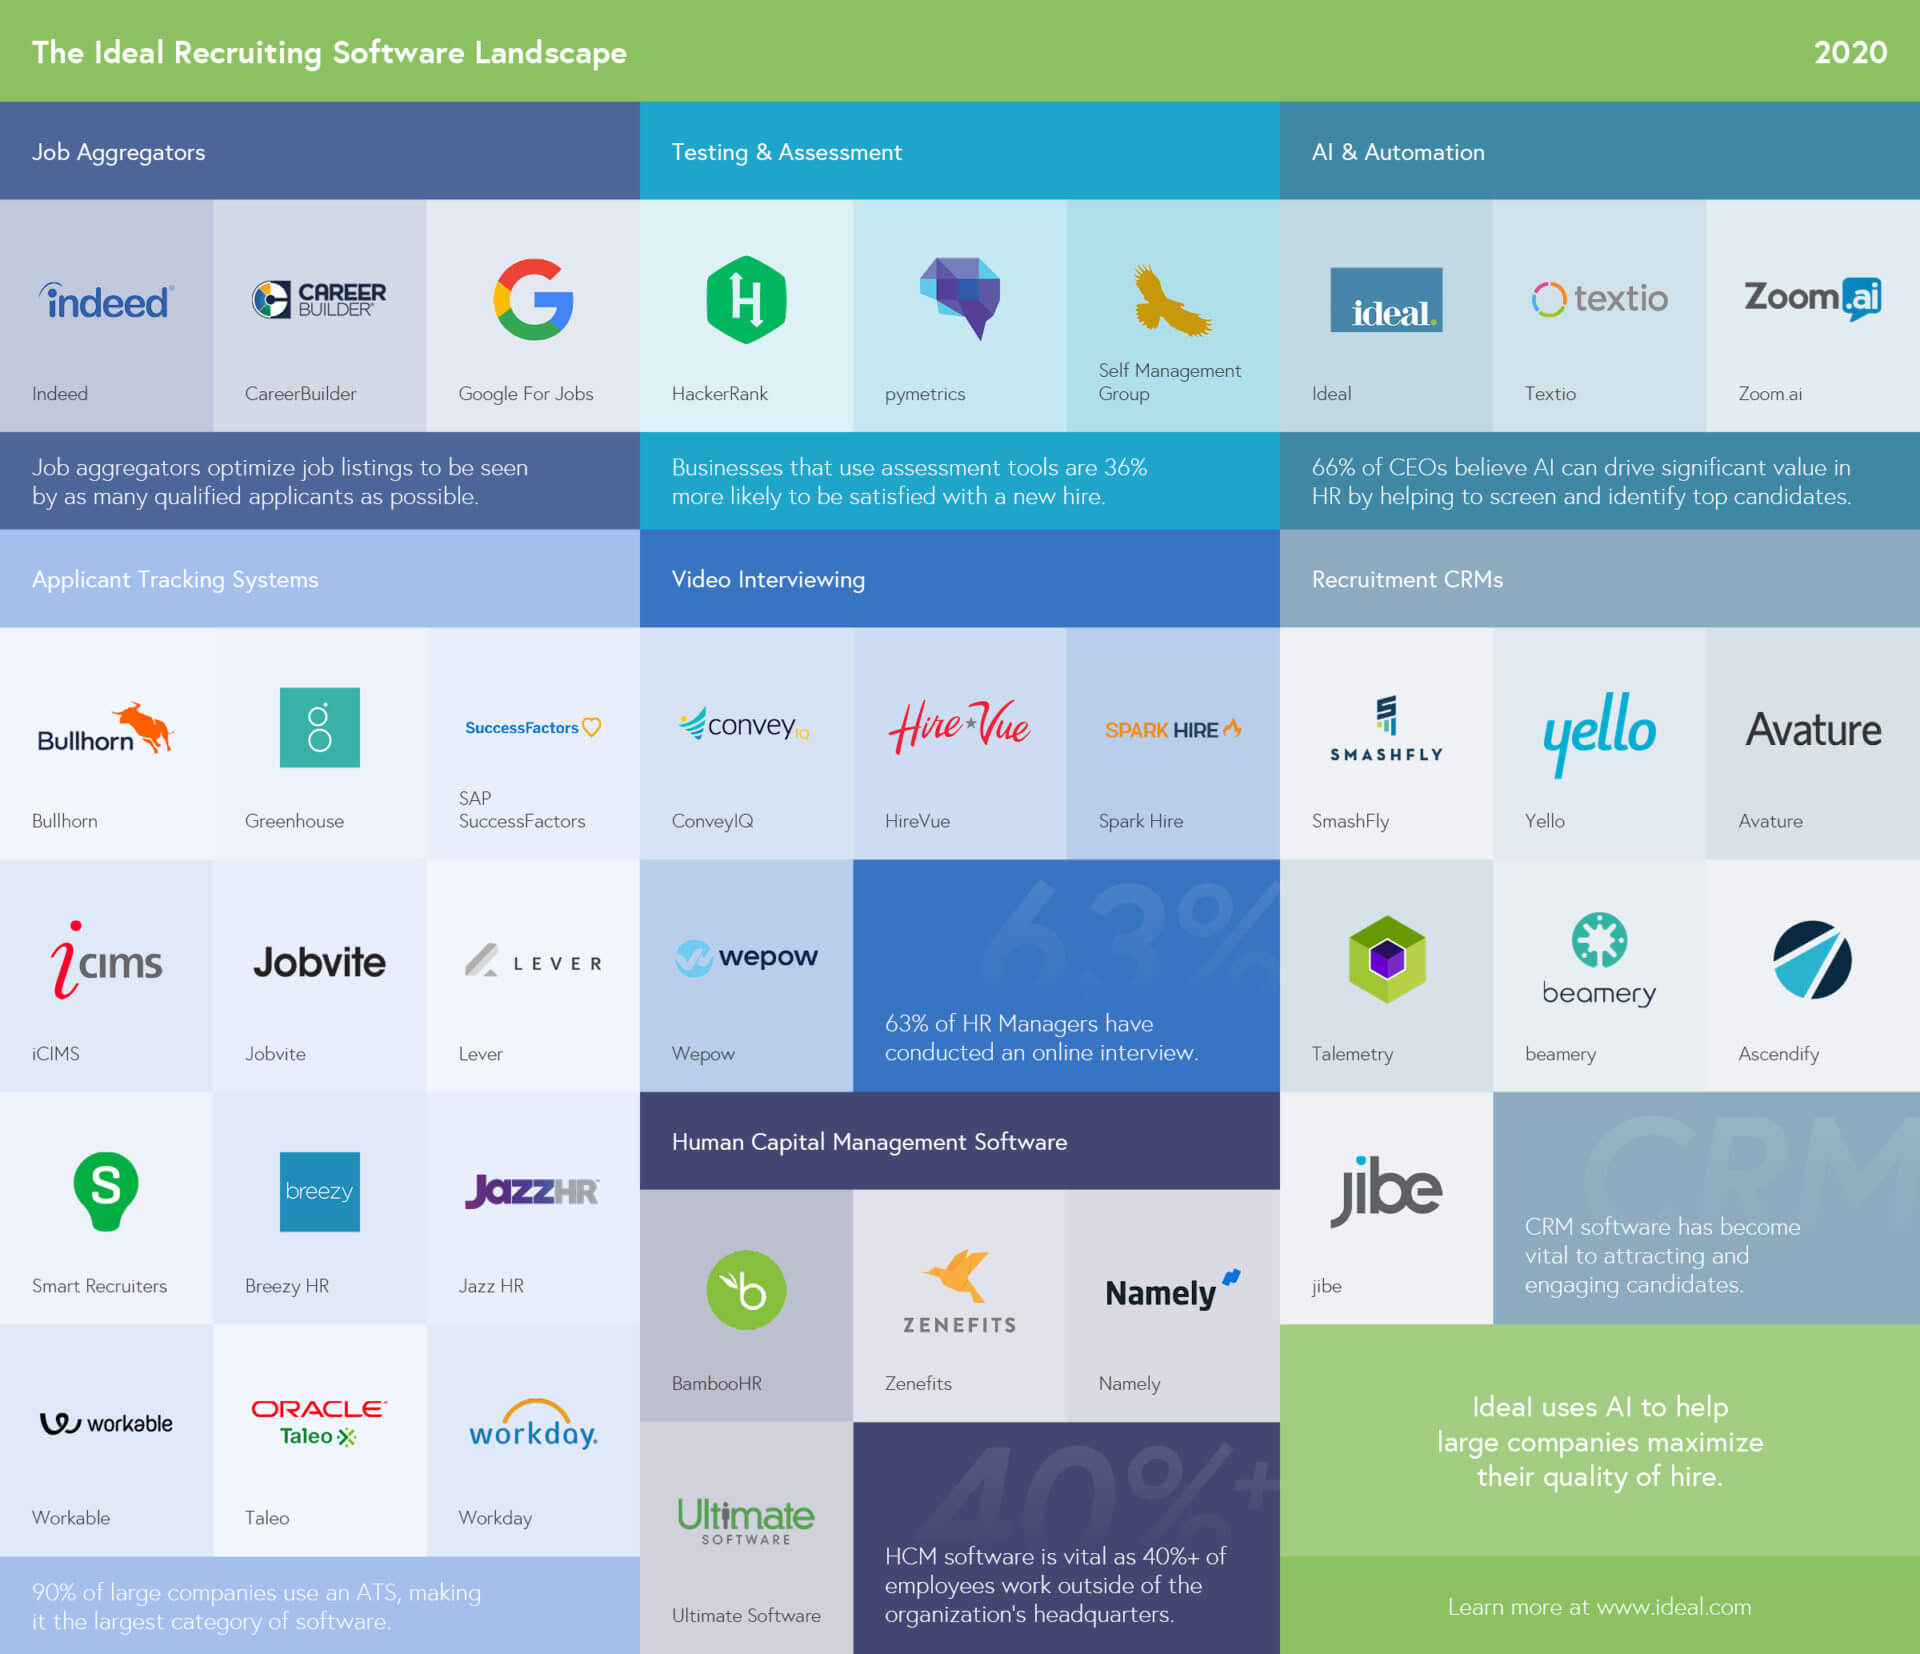 The Ideal Recruiting Software Landscape
2020
Job Aggregators
indeed®
CAREER
BUILDER®
Indeed
CareerBuilder
Google For Jobs
Job aggregators optimize job listings to be seen
by as many qualified applicants as possible.
Testing & Assessment
H
HackerRank
pymetrics
Self Management
Group
Businesses that use assessment tools are 36%
more likely to be satisfied with a new hire.
AI & Automation
ideal.
textio
Zoom.ai
Ideal
Textio
Zoom.ai
66% of CEOs believe AI can drive significant value in
HR by helping to screen and identify top candidates.
Applicant Tracking Systems
Bullhorn
g
SuccessFactors
Bullhorn
Greenhouse
SAP
SuccessFactors
iCIMS
Jobvite
LEVER
iCIMS
Jobvite
Lever
S
breezy
JazzHR
Smart Recruiters
Breezy HR
Jazz HR
workable
ORACLE
Taleo
workday.
Workable
Taleo
Workday
90% of large companies use an ATS, making
it the largest category of software.
Video Interviewing
conveyIQ
Hire Vue
SPARK HIRE
ConveyIQ
HireVue
Spark Hire
wepow
Wepow
63%
63% of HR Managers have
conducted an online interview.
Human Capital Management Software
b
ZENEFITS
Namely
BambooHR
Zenefits
Namely
Ultimate
SOFTWARE
Ultimate Software
40%+
HCM software is vital as 40%+ of
employees work outside of the
organization's headquarters.
Recruitment CRMs
SMASHFLY
yello
Avature
SmashFly
Yello
Avature
beamery
Talemetry
beamery
Ascendify
jibe
jibe
CRM
CRM software has become
vital to attracting and
engaging candidates.
Ideal uses AI to help
large companies maximize
their quality of hire.
Learn more at www.ideal.com